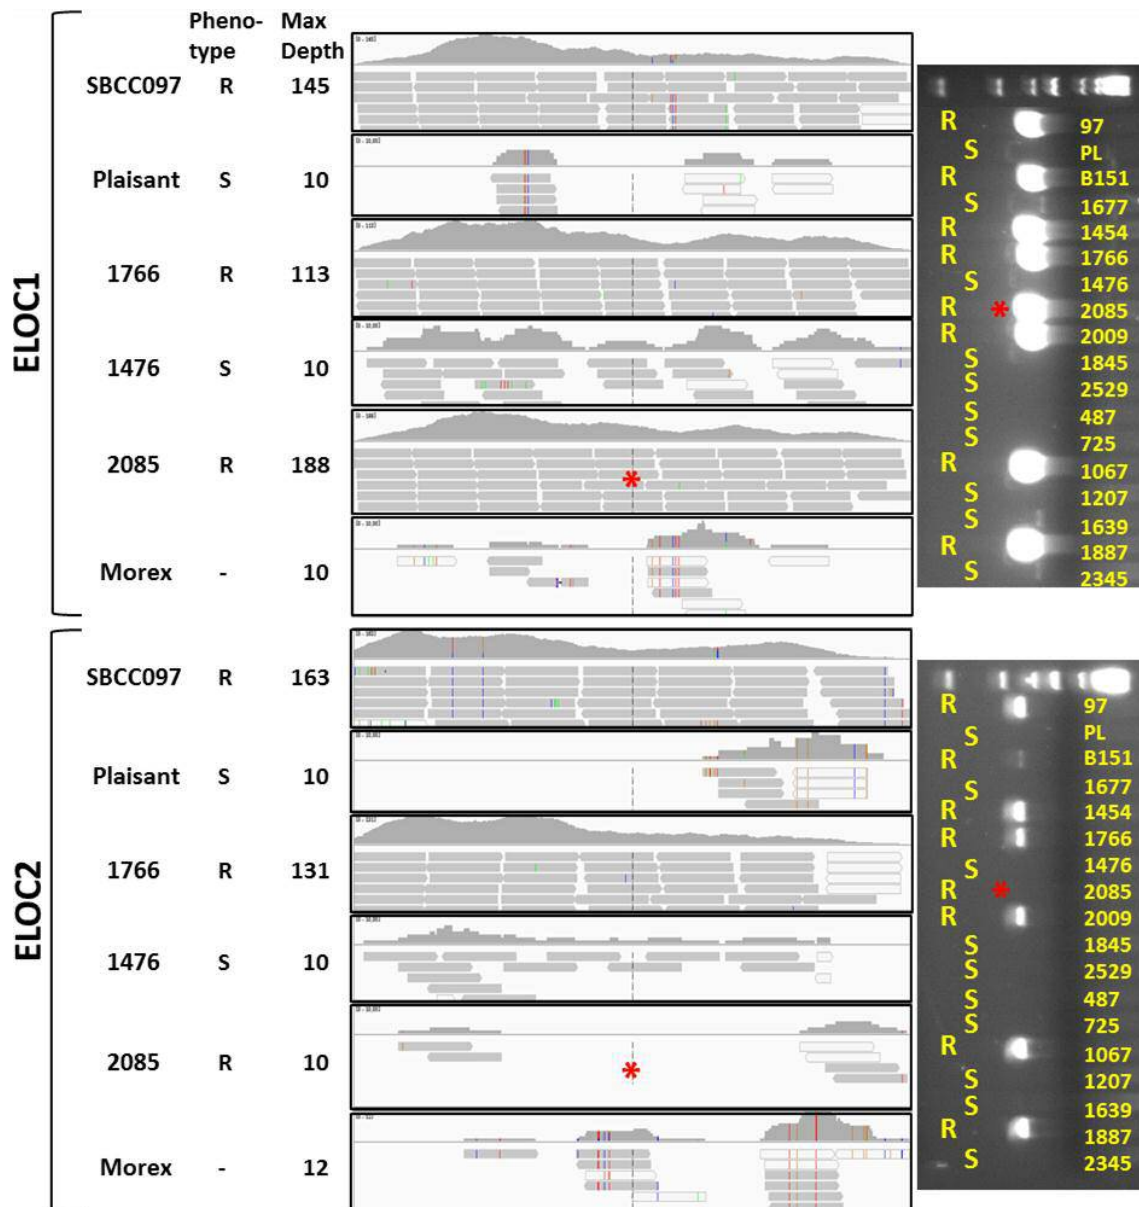 Pheno-
type
Max
Depth
ELOC1
SBCC097 R 145
Plaisant S 10
1766 R 113
1476 S 10
2085 R 188
*
Morex - 10
R 97
S PL
R B151
S 1677
R 1454
R 1766
S 1476
R * 2085
R 2009
S 1845
S 2529
S 487
S 725
R 1067
S 1207
S 1639
R 1887
S 2345
ELOC2
SBCC097 R 163
Plaisant S 10
1766 R 131
1476 S 10
2085 R 10
*
Morex - 12
R 97
S PL
R B151
S 1677
R 1454
R 1766
S 1476
R * 2085
R 2009
S 1845
S 2529
S 487
S 725
R 1067
S 1207
S 1639
R 1887
S 2345